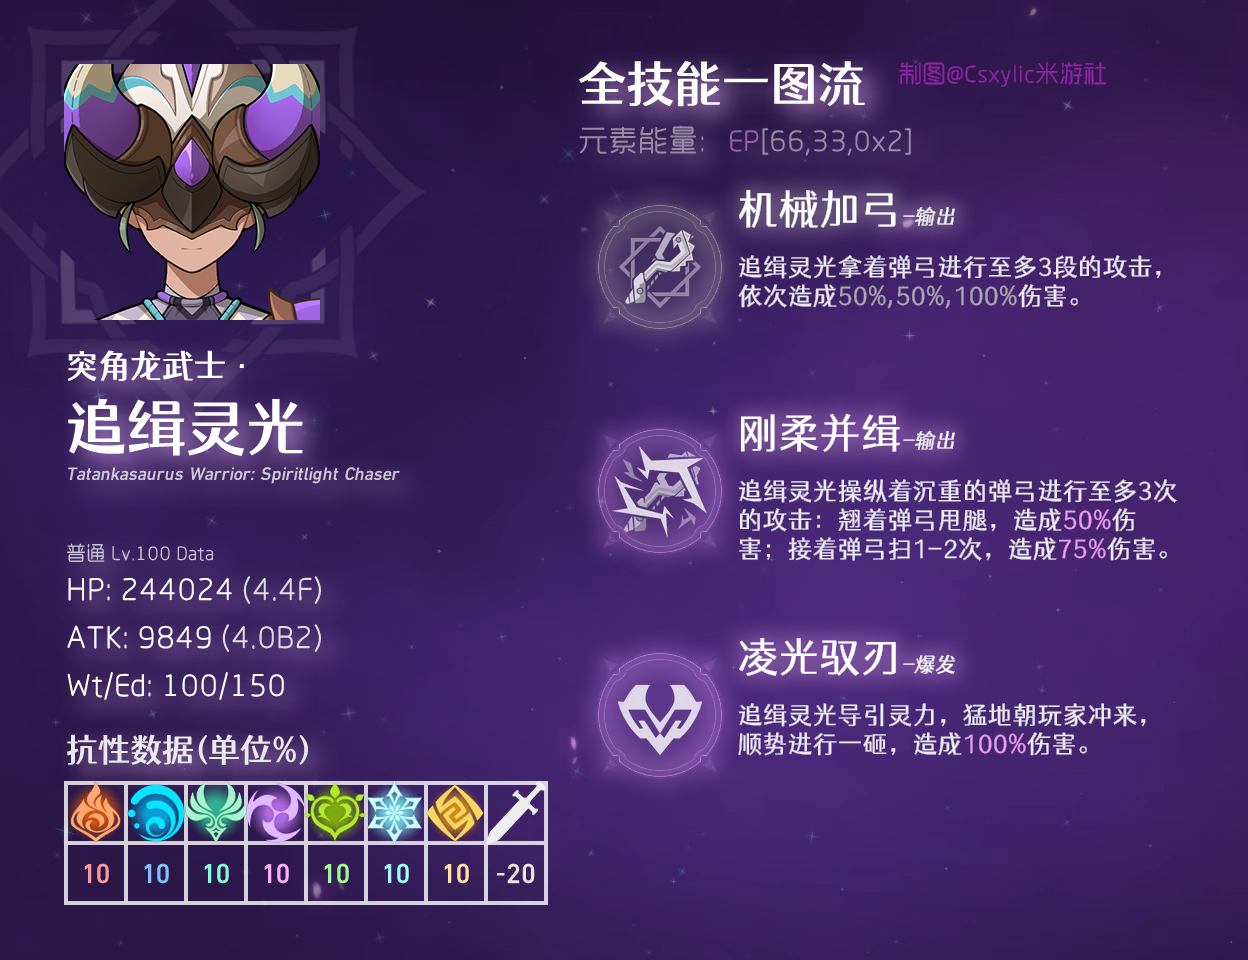 全技能一图流
制图@Csxylic米游社
元素能量: EP[66,33,0x2]
机械加弓-输出
追缉灵光拿着弹弓进行至多3段的攻击，
依次造成50%,50%,100%伤害。
刚柔并缉-输出
追缉灵光操纵着沉重的弹弓进行至多3次
的攻击：翘着弹弓甩腿，造成50%伤
害；接着弹弓扫1-2次，造成75%伤害。
凌光驭刃-爆发
追缉灵光导引灵力，猛地朝玩家冲来，
顺势进行一砸，造成100%伤害。
突角龙武士·
追缉灵光
Tatankasaurus Warrior: Spiritlight Chaser
普通 Lv.100 Data
HP: 244024 (4.4F)
ATK: 9849 (4.0B2)
Wt/Ed: 100/150
抗性数据(单位%)
10 10 10 10 10 10 10 -20